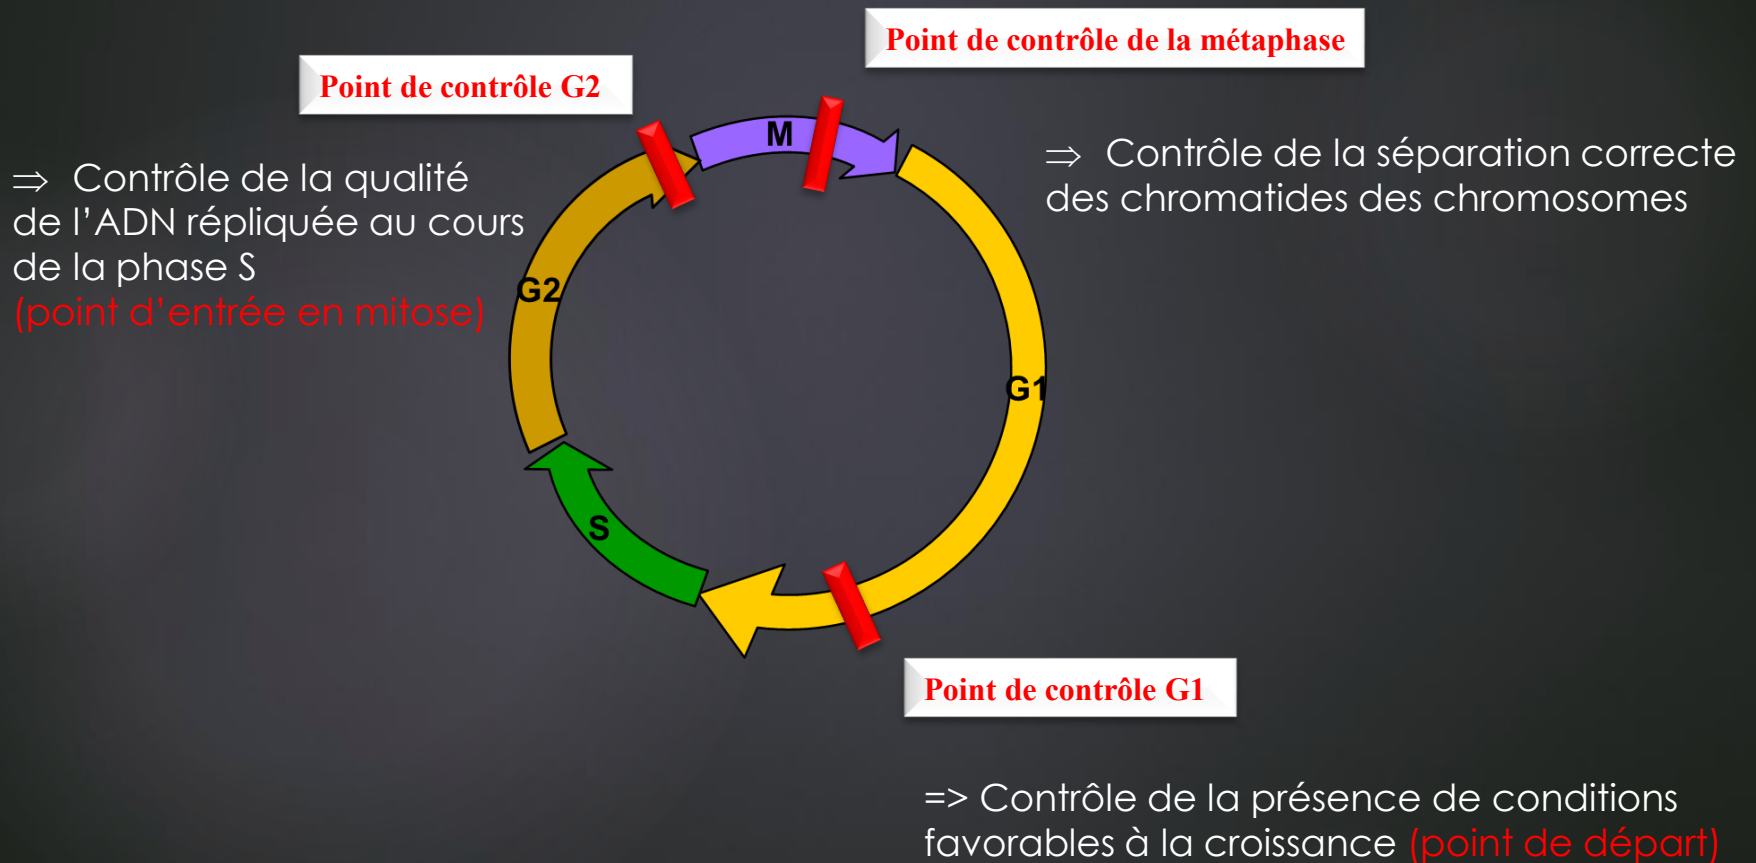 Point de contrôle de la métaphase
Point de contrôle G2
M
⇒ Contrôle de la séparation correcte
des chromatides des chromosomes
⇒ Contrôle de la qualité
de l’ADN répliquée au cours
de la phase S
(point d’entrée en mitose)
G2
G1
S
Point de contrôle G1
=> Contrôle de la présence de conditions
favorables à la croissance (point de départ)